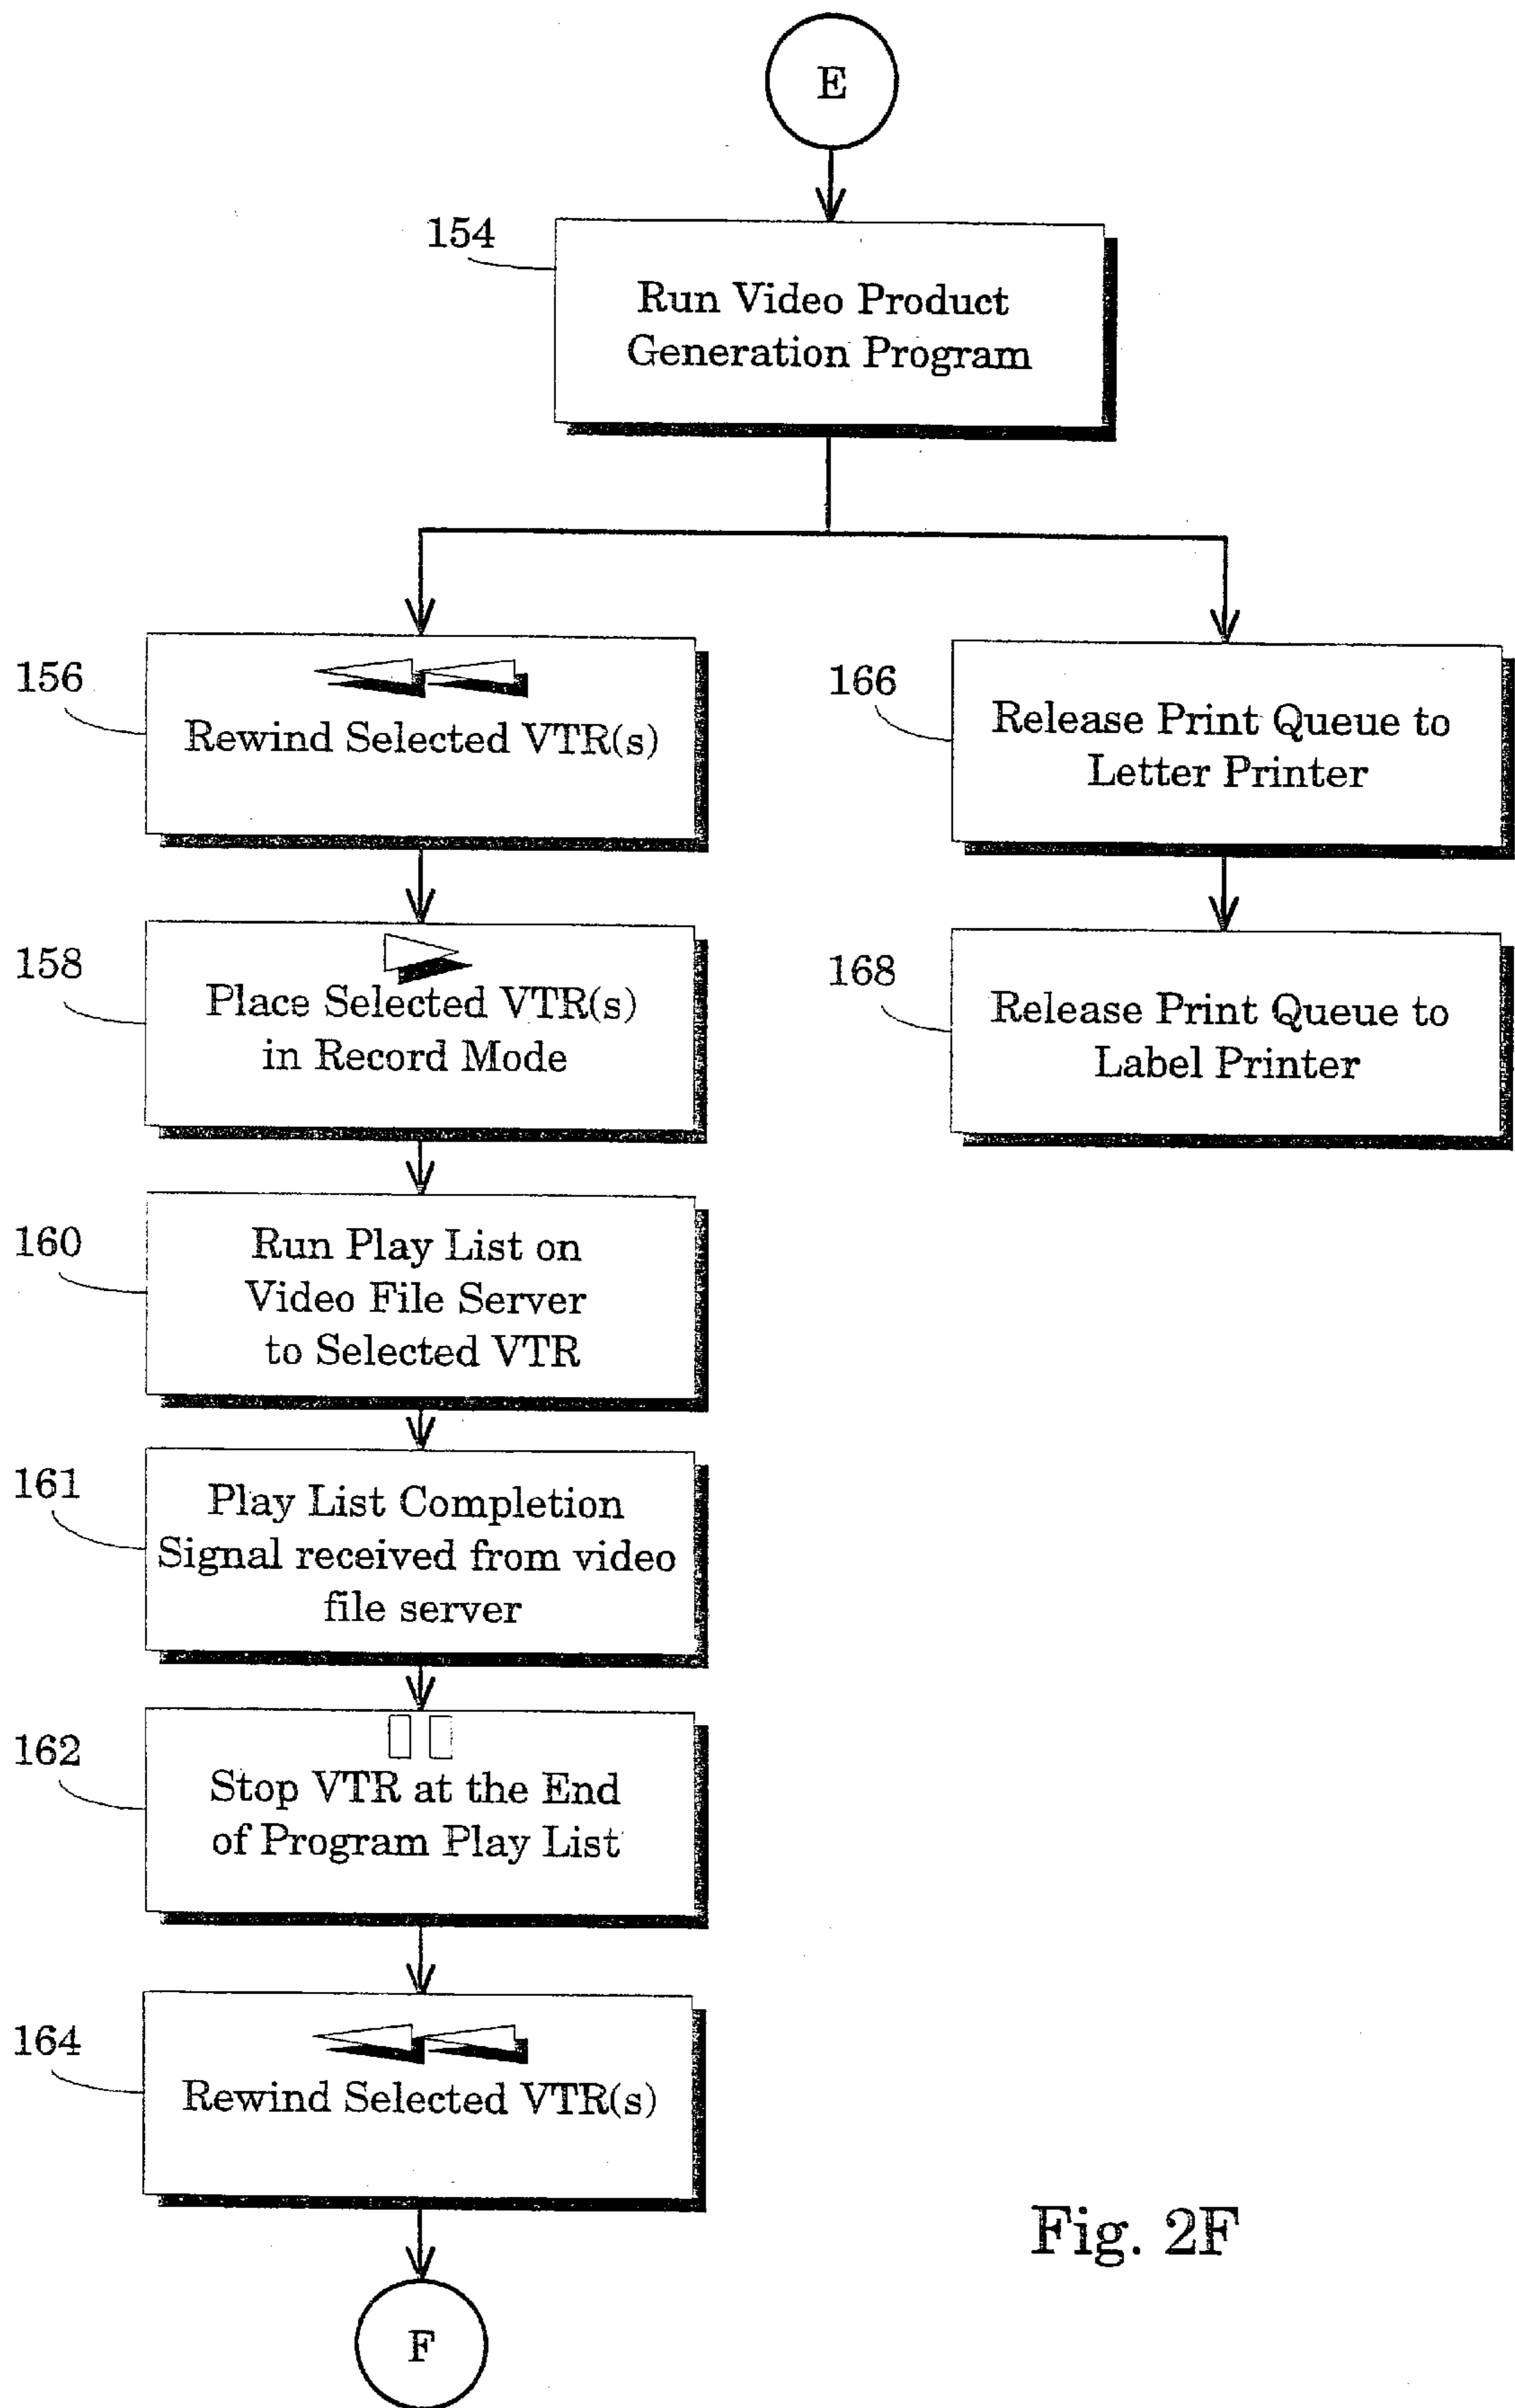 E
154
Run Video Product
Generation Program
156
Rewind Selected VTR(s)
166
Release Print Queue to
Letter Printer
158
Place Selected VTR(s)
in Record Mode
168
Release Print Queue to
Label Printer
160
Run Play List on
Video File Server
to Selected VTR
161
Play List Completion
Signal received from video
file server
162
Stop VTR at the End
of Program Play List
164
Rewind Selected VTR(s)
Fig. 2F
F